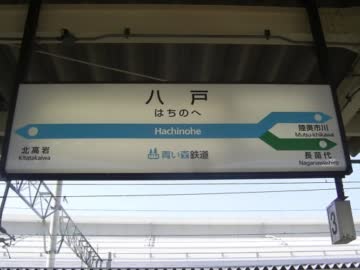 八戸
はちのへ
Hachinohe
北高岩
Kitatakaiwa
陸奥市川
Mutsu-Ichikawa
長苗代
Naganawashiro
青い森鉄道
3